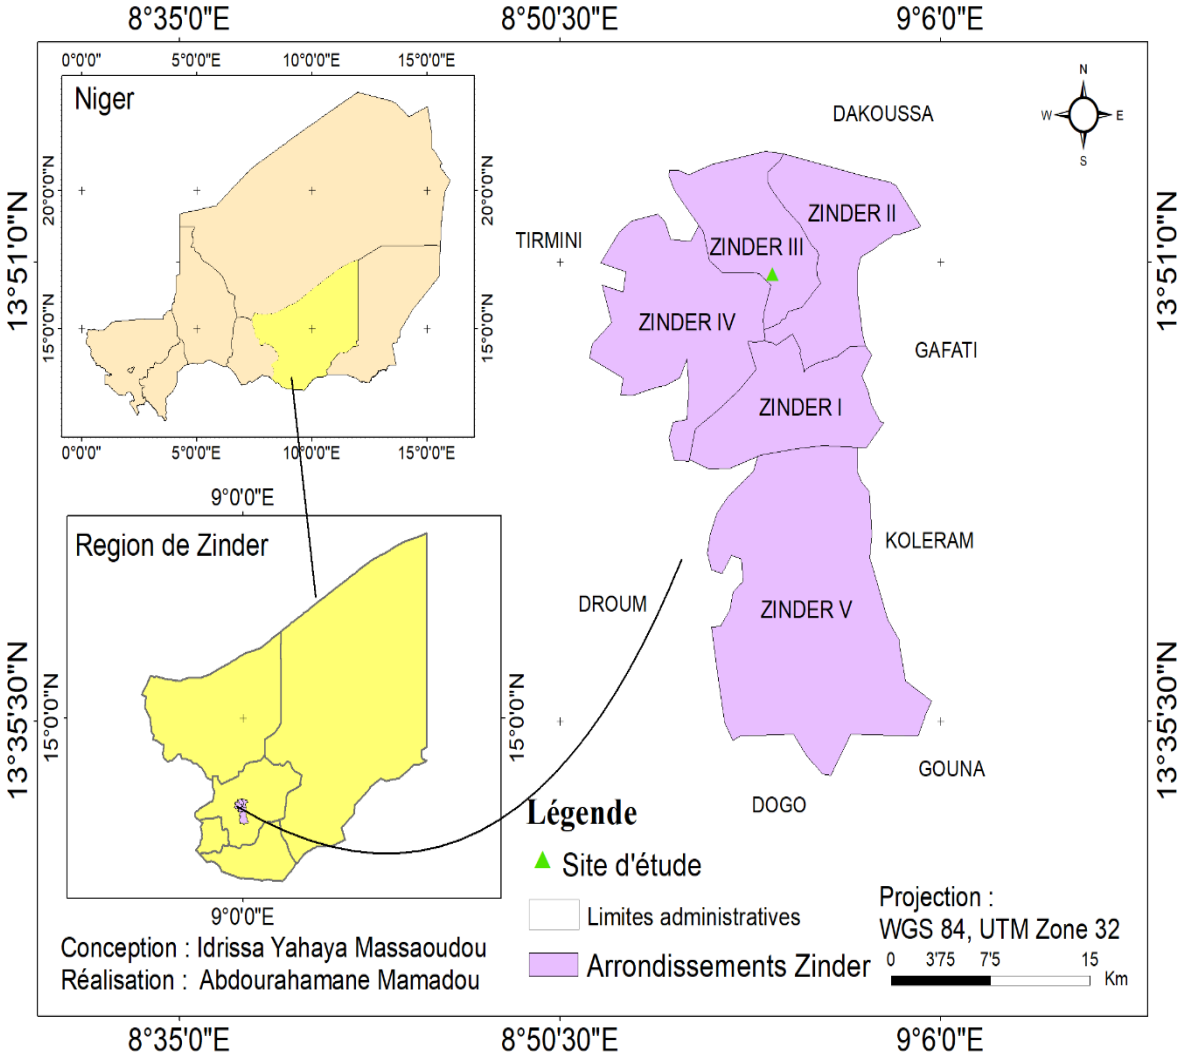 8°35'0"E 8°50'30"E 9°6'0"E
0°0'0" 5°0'0"E 10°0'0"E 15°0'0"E
Niger
20°0'0"N
15°0'0"N
20°0'0"N
15°0'0"N
0°0'0" 5°0'0"E 10°0'0"E 15°0'0"E
13°51'0"N
13°35'30"N
N
W E
S
DAKOUSSA
ZINDER II
TIRMINI
ZINDER III
ZINDER IV
GAFATI
ZINDER I
KOLERAM
DROUM
ZINDER V
GOUNA
DOGO
13°51'0"N
13°35'30"N
9°0'0"E
Region de Zinder
15°0'0"N
15°0'0"N
9°0'0"E
Conception : Idrissa Yahaya Massaoudou
Réalisation : Abdourahamane Mamadou
Légende
Site d'étude
Limites administratives
Arrondissements Zinder
Projection :
WGS 84, UTM Zone 32
0 3'75 7'5 15
Km
8°35'0"E 8°50'30"E 9°6'0"E